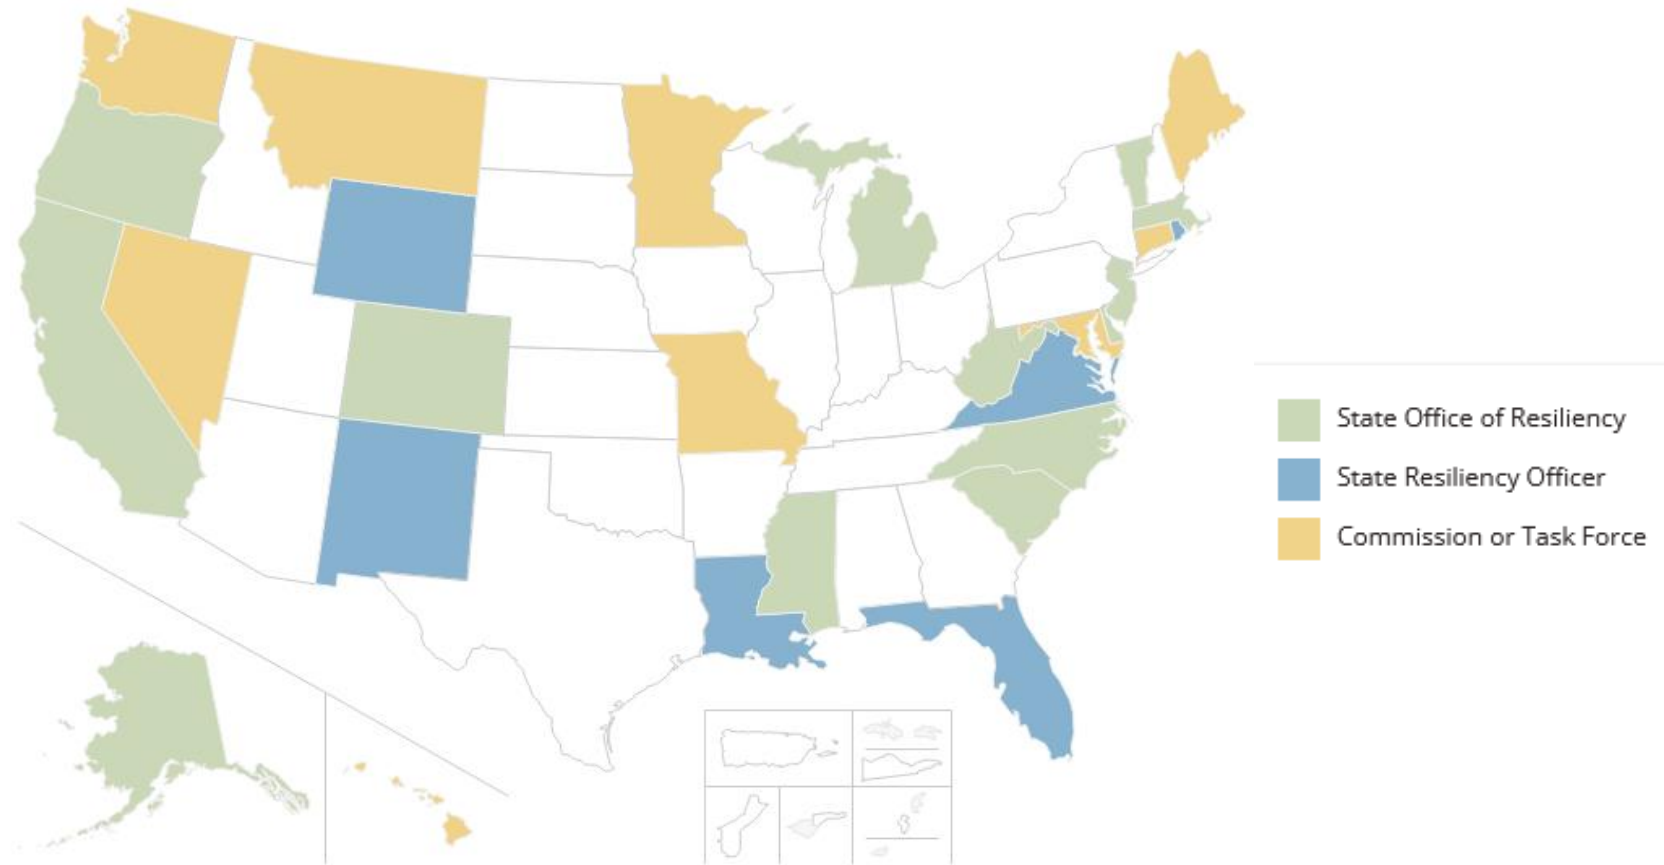 State Office of Resiliency
State Resiliency Officer
Commission or Task Force